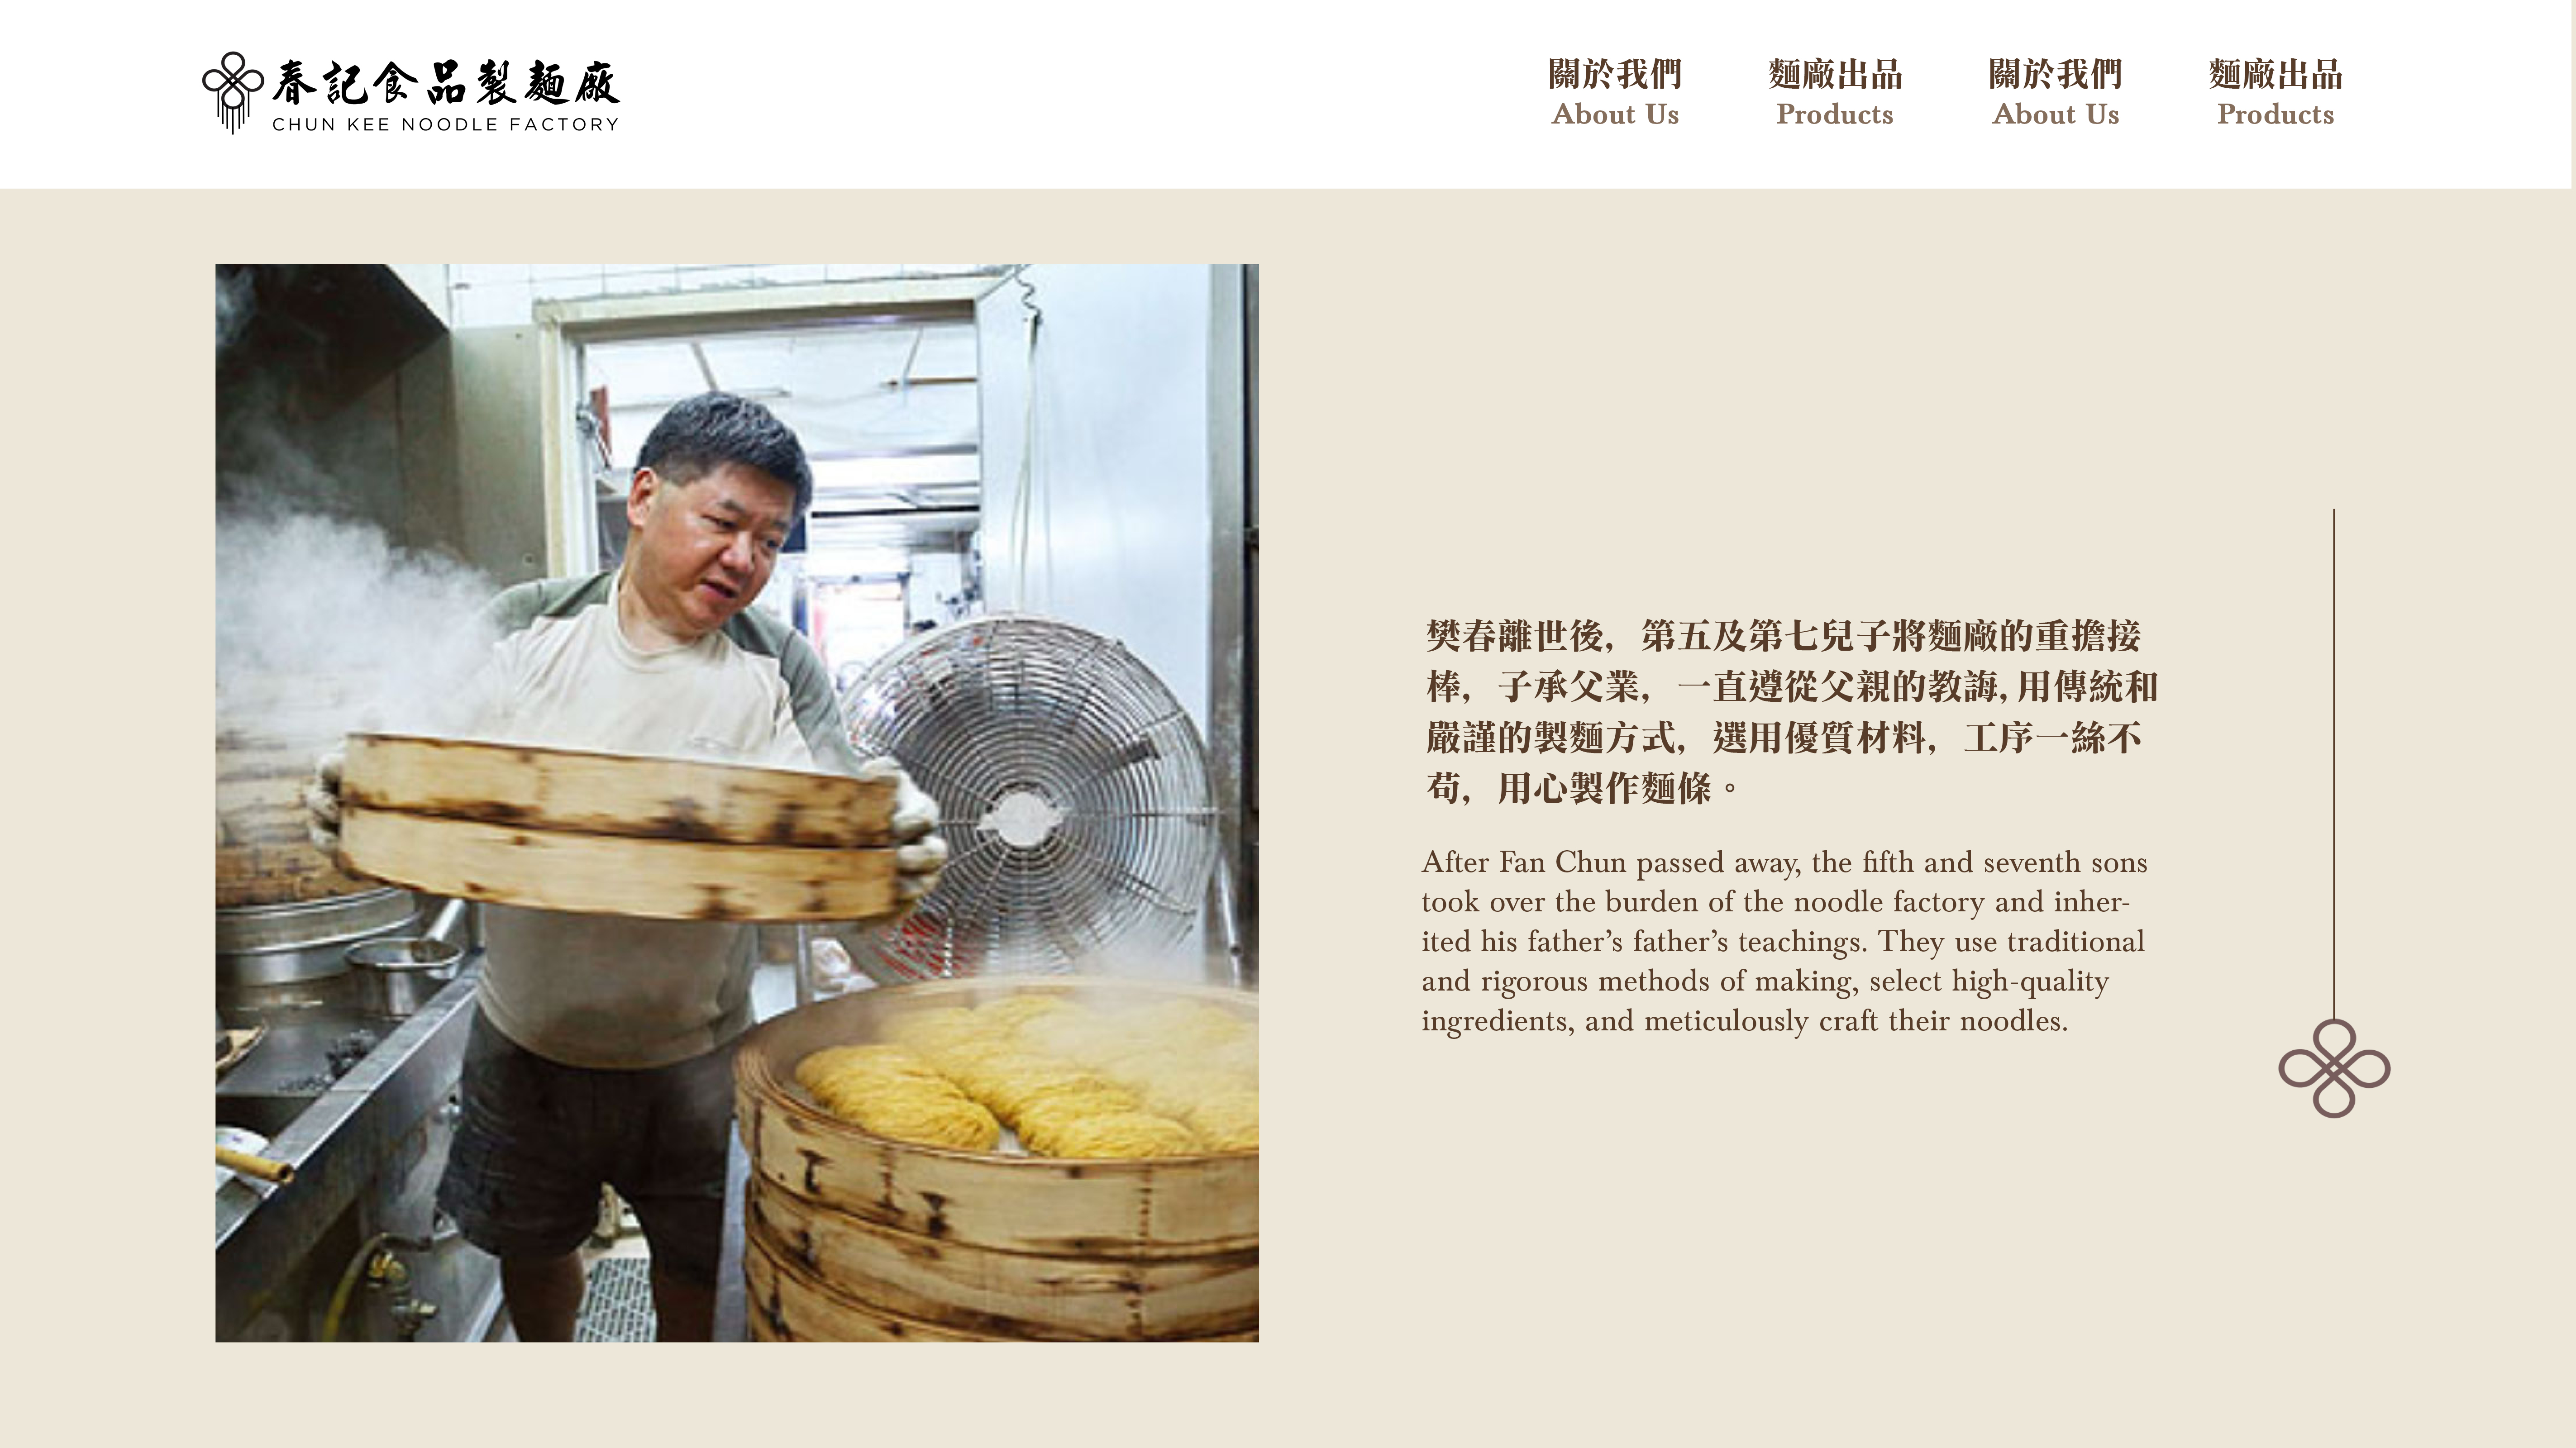 春記食品製麵廠
CHUN KEE NOODLE FACTORY
關於我們
About Us
麵廠出品
Products
關於我們
About Us
麵廠出品
Products
樊春離世後，第五及第七兒子將麵廠的重擔接
棒，子承父業，一直遵從父親的教誨,用傳統和
嚴謹的製麵方式，選用優質材料，工序一絲不
苟，用心製作麵條。
After Fan Chun passed away, the fifth and seventh sons
took over the burden of the noodle factory and inher-
ited his father’s father’s teachings. They use traditional
and rigorous methods of making, select high-quality
ingredients, and meticulously craft their noodles.